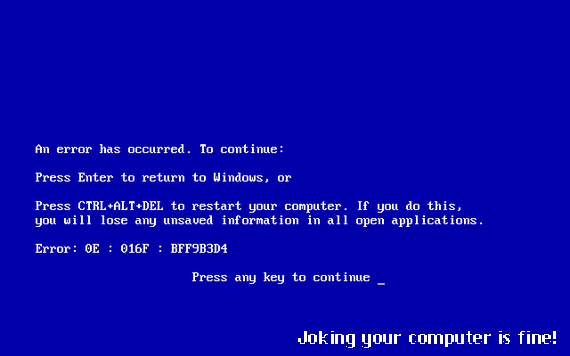 An error has occurred. To continue:
Press Enter to return to Windows, or
Press CTRL+ALT+DEL to restart your computer. If you do this,
you will lose any unsaved information in all open applications.
Error: 0E : 016F : BFF9B3D4
Press any key to continue _
Joking your computer is fine!